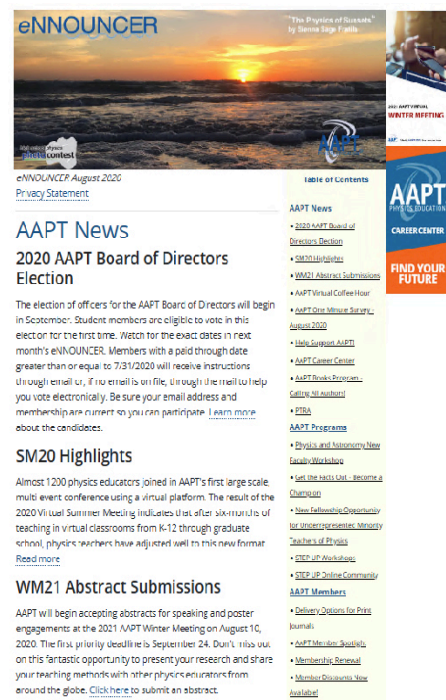 eNNOUNCER
"The Physics of Sunsets"
by Sienna Sige Fratils
photocontest
AAPT
eNNOUNCER August 2020
Privacy Statement
AAPT News
2020 AAPT Board of Directors
Election
The election of officers for the AAPT Board of Directors will begin
in September. Student members are eligible to vote in this
election for the first time. Watch for the exact dates in next
month's eNNOUNCER. Members with a paid through date
greater than or equal to 7/31/2020 will receive instructions
through email or, if no email is on file, through the mail to help
you vote electronically. Be sure your email address and
membership are current so you can participate. Learn more
about the candidates.
SM20 Highlights
Almost 1200 physics educators joined in AAPT's first large scale,
multi event conference using a virtual platform. The result of the
2020 Virtual Summer Meeting indicates that after six-months of
teaching in virtual classrooms from K-12 through graduate
school, physics teachers have adjusted well to this new format.
Read more
WM21 Abstract Submissions
AAPT will begin accepting abstracts for speaking and poster
engagements at the 2021 AAPT Winter Meeting on August 10,
2020. The first priority deadline is September 24. Don't miss out
on this fantastic opportunity to present your research and share
your teaching methods with other physics educators from
around the globe. Click here to submit an abstract.
Table of Contents
AAPT News
• 2020 AAPT Board of
Directors Election
• SM20 Highlights
• WM21 Abstract Submissions
• AAPT Virtual Coffee Hour
• AAPT One Minute Survey -
August 2020
• Help Support AAPT!
• AAPT Career Center
• AAPT Books Program -
Calling All Authors!
• PTRA
AAPT Programs
• Physics and Astronomy New
Faculty Workshop
• Get the Facts Out - Become a
Champion
• New Fellowship Opportunity
for Underrepresented Minority
Teachers of Physics
• STEP UP Workshops
• STEP UP Online Community
AAPT Members
• Delivery Options for Print
Journals
• AAPT Member Spotlight
• Membership Renewal
• Member Discounts Now
Available!
2021 AAPT VIRTUAL
WINTER MEETING
AAPT
PHYSICS EDUCATION
CAREER CENTER
FIND YOUR
FUTURE